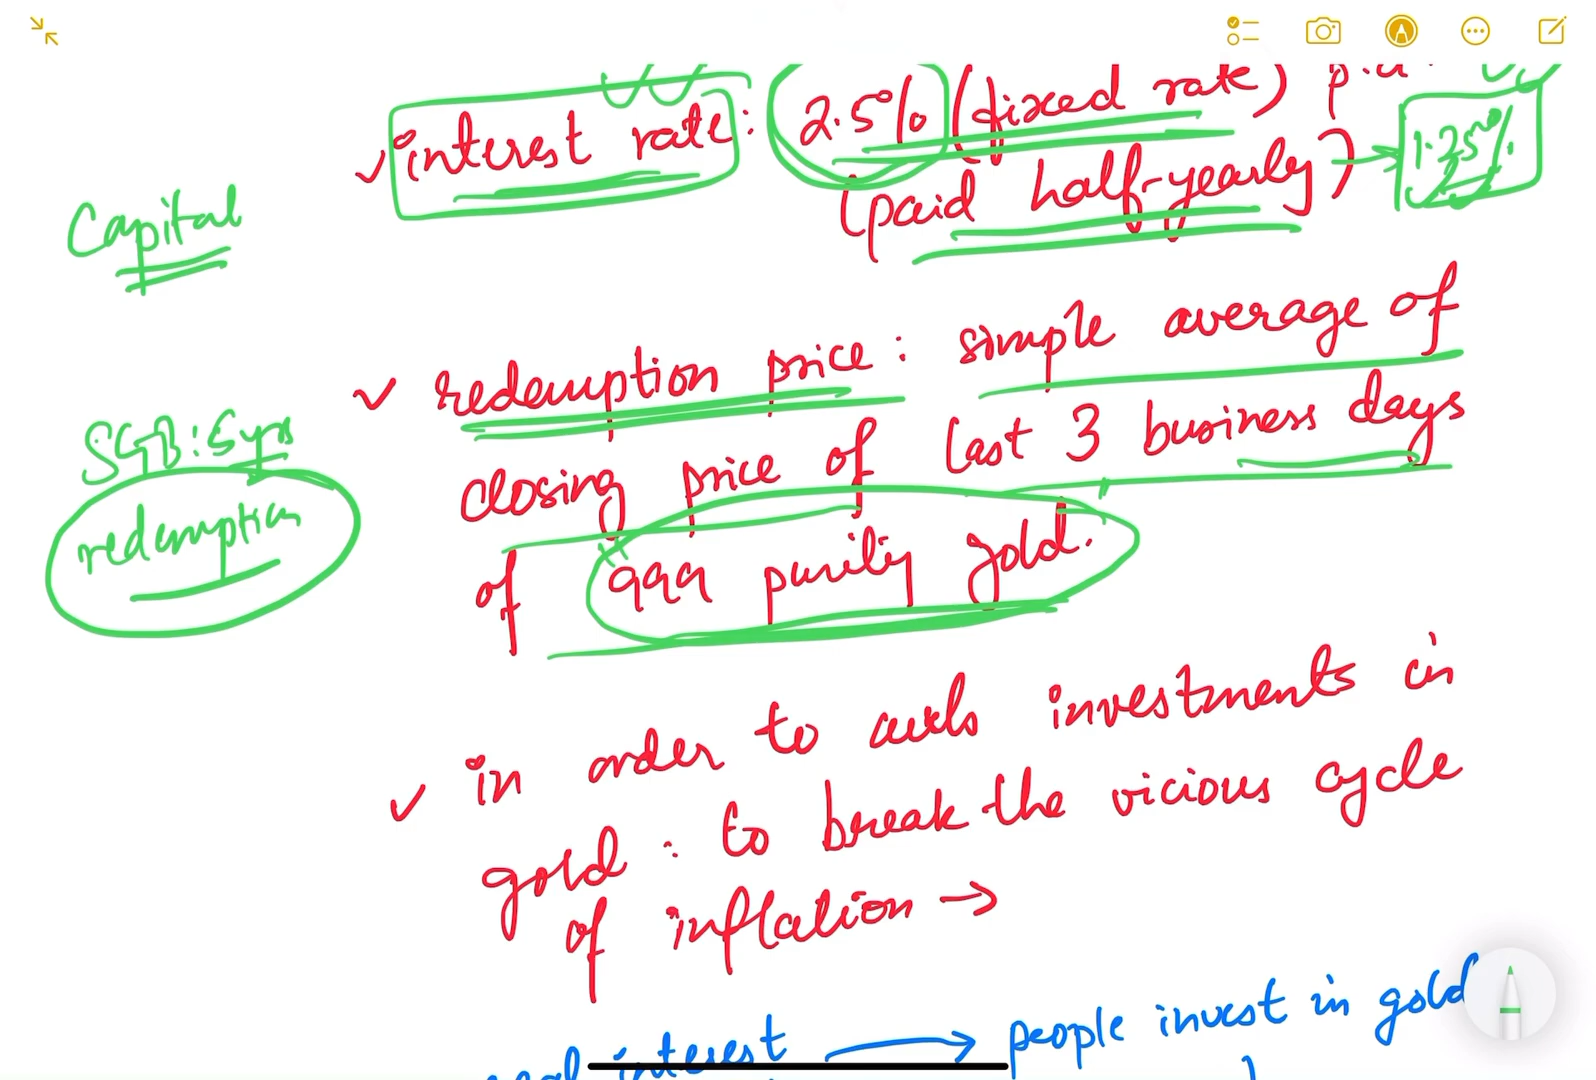 interest rate: 2.5% (fixed rate) p.a.
(paid half-yearly) → 1.25%
Capital
redemption price: simple average of
closing price of last 3 business days
of 999 purity gold.
SGB: 5yrs
redemption
in order to curb investments in
gold: to break the vicious cycle
of inflation →
interest → people invest in gold